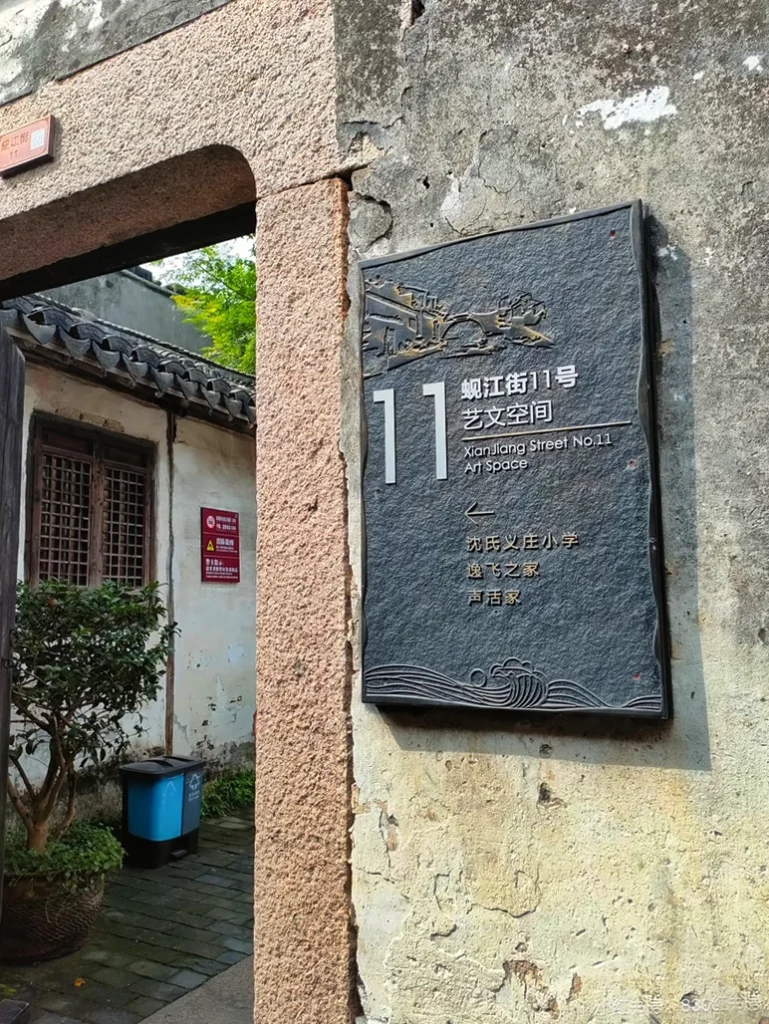 11
11
蚬江街11号
艺文空间
XianJiang Street No.11
Art Space
←
沈氏义庄小学
逸飞之家
声活家